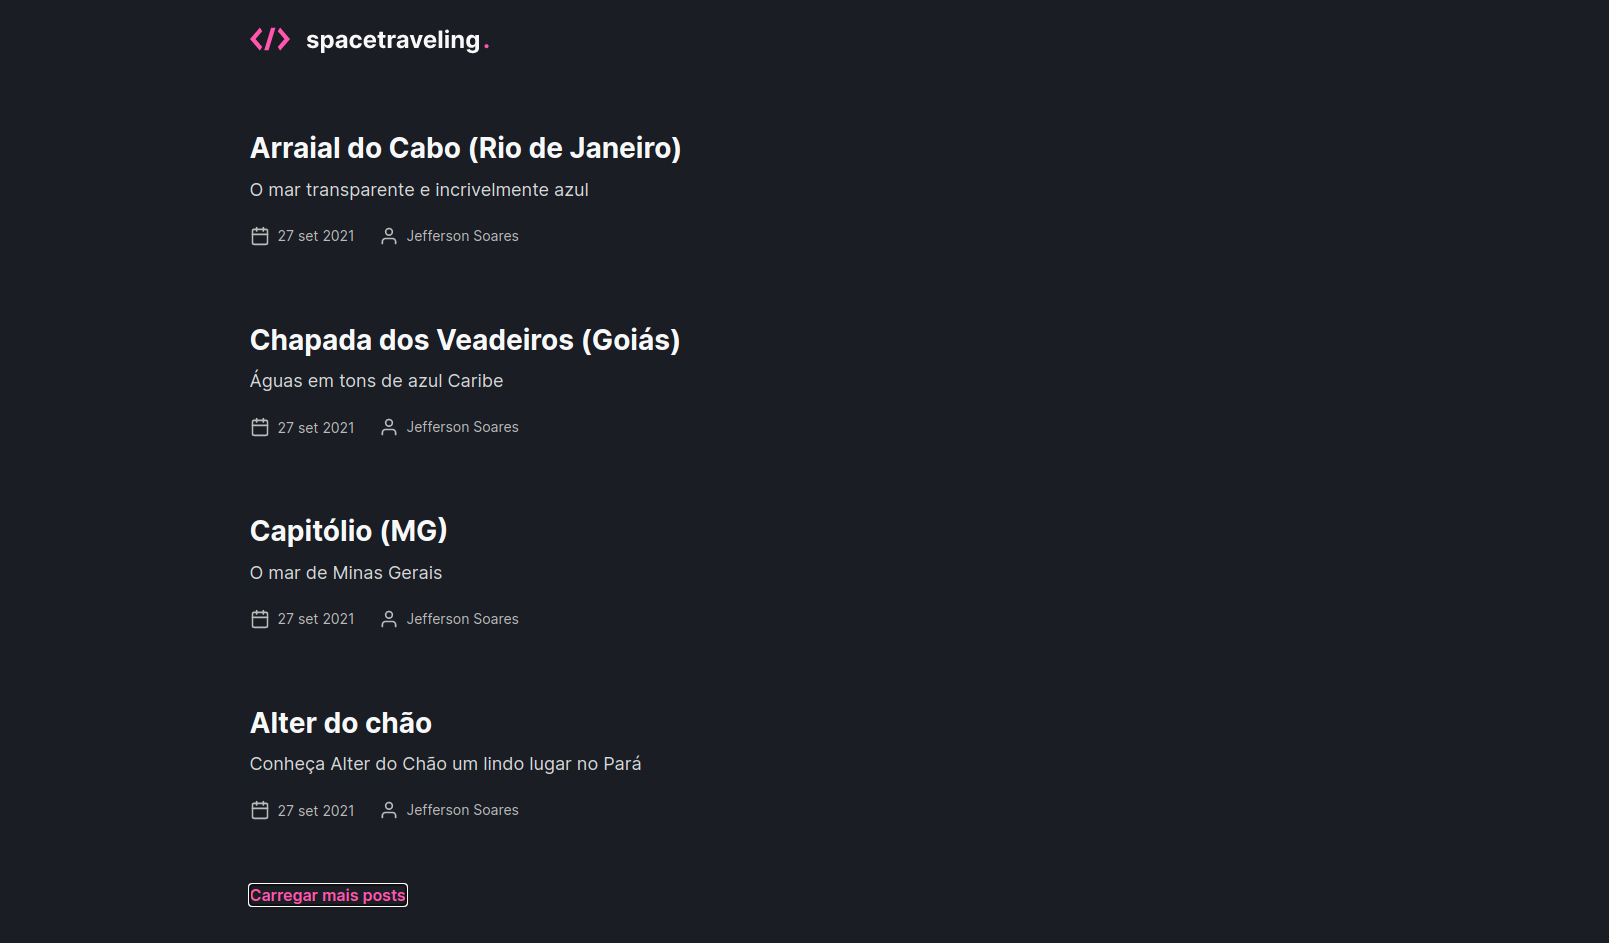 spacetraveling.
Arraial do Cabo (Rio de Janeiro)
O mar transparente e incrivelmente azul
27 set 2021 Jefferson Soares
Chapada dos Veadeiros (Goiás)
Águas em tons de azul Caribe
27 set 2021 Jefferson Soares
Capitólio (MG)
O mar de Minas Gerais
27 set 2021 Jefferson Soares
Alter do chão
Conheça Alter do Chão um lindo lugar no Pará
27 set 2021 Jefferson Soares
Carregar mais posts